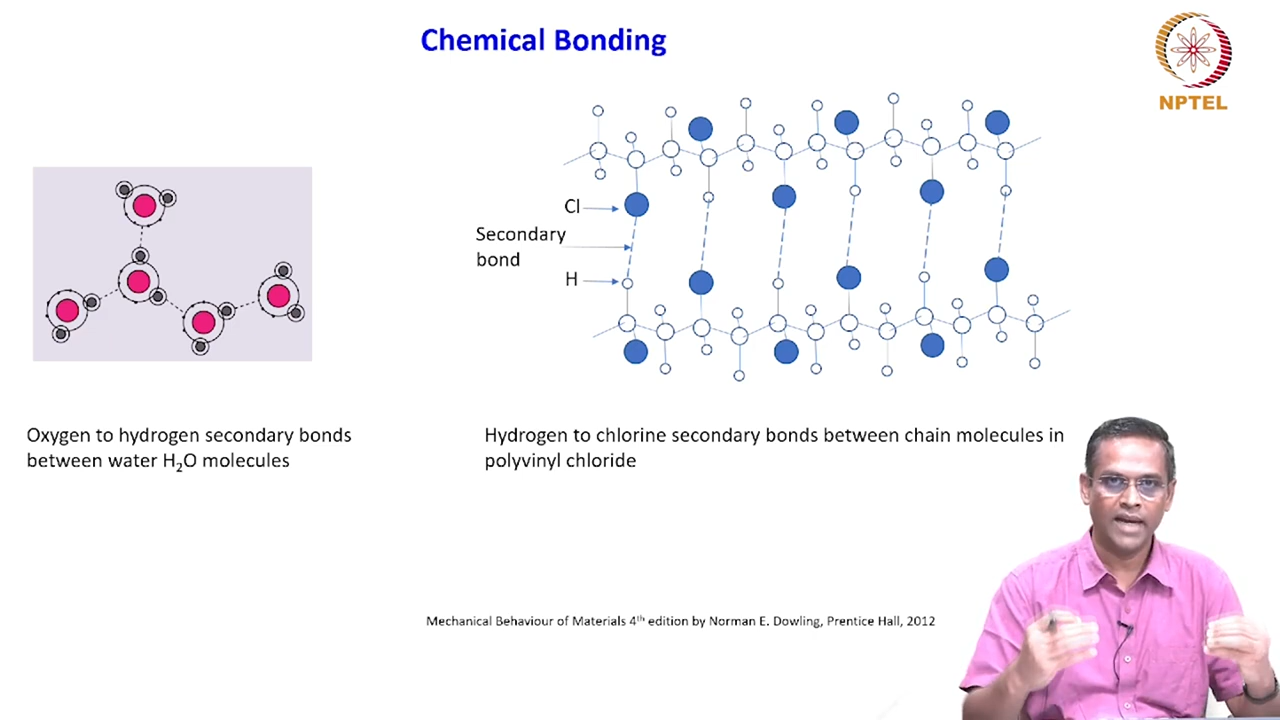 Chemical Bonding
NPTEL
Cl
Secondary
bond
H
Oxygen to hydrogen secondary bonds
between water H₂O molecules
Hydrogen to chlorine secondary bonds between chain molecules in
polyvinyl chloride
Mechanical Behaviour of Materials 4ᵗʰ edition by Norman E. Dowling, Prentice Hall, 2012